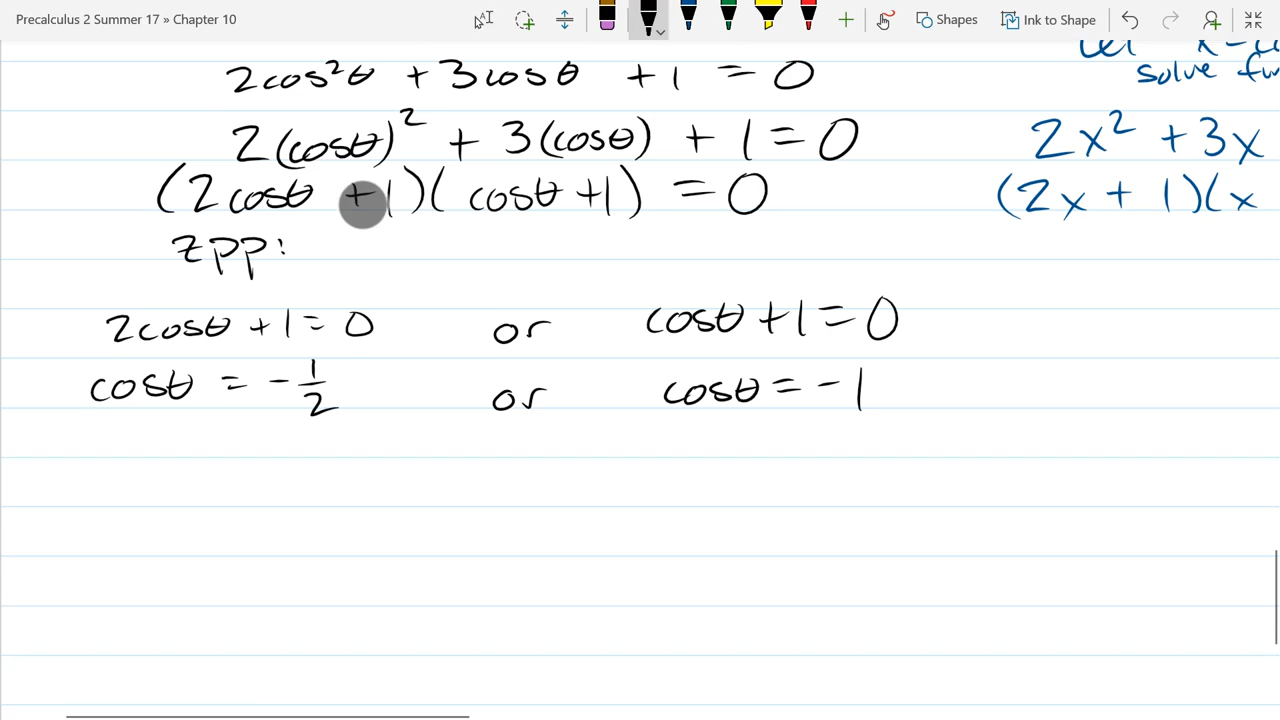 Precalculus 2 Summer 17 » Chapter 10
Shapes
Ink to Shape
2cos²θ + 3cosθ + 1 = 0
solve
2(cosθ)² + 3(cosθ) + 1 = 0
2x² + 3x
(2cosθ +1)( cosθ +1) = 0
(2x + 1)(x
zpp:
2cosθ +1 = 0 or cosθ +1 = 0
cosθ = -1/2 or cosθ = -1